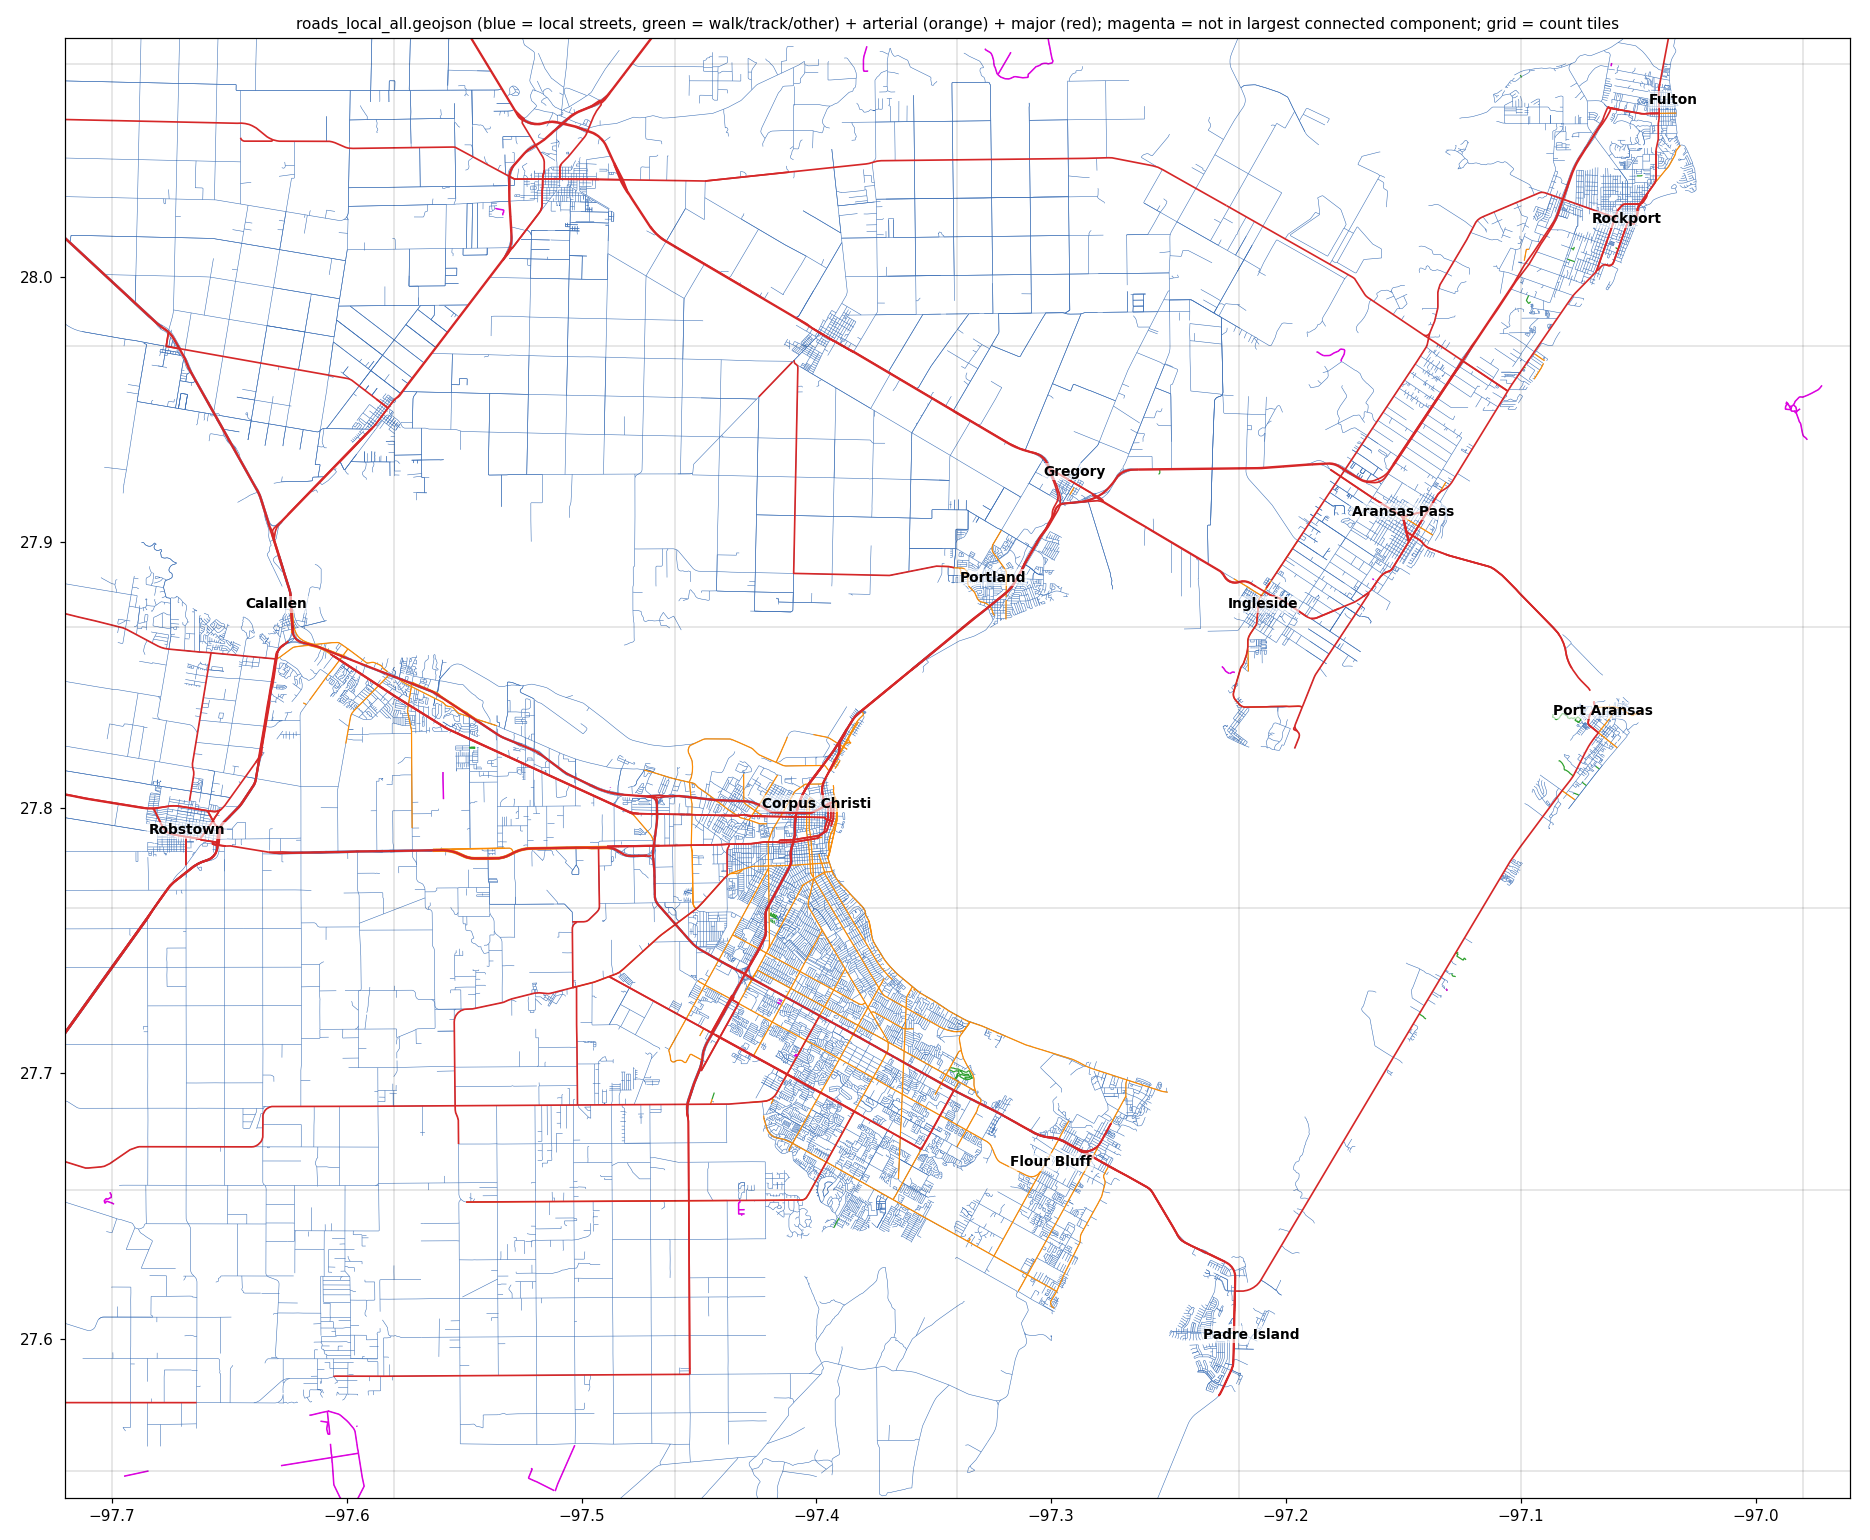 roads_local_all.geojson (blue = local streets, green = walk/track/other) + arterial (orange) + major (red); magenta = not in largest connected component; grid = count tiles
Fulton
Rockport
28.0
Gregory
Aransas Pass
27.9
Portland
Calallen
Ingleside
Port Aransas
27.8
Corpus Christi
Robstown
27.7
Flour Bluff
27.6
Padre Island
−97.7 −97.6 −97.5 −97.4 −97.3 −97.2 −97.1 −97.0